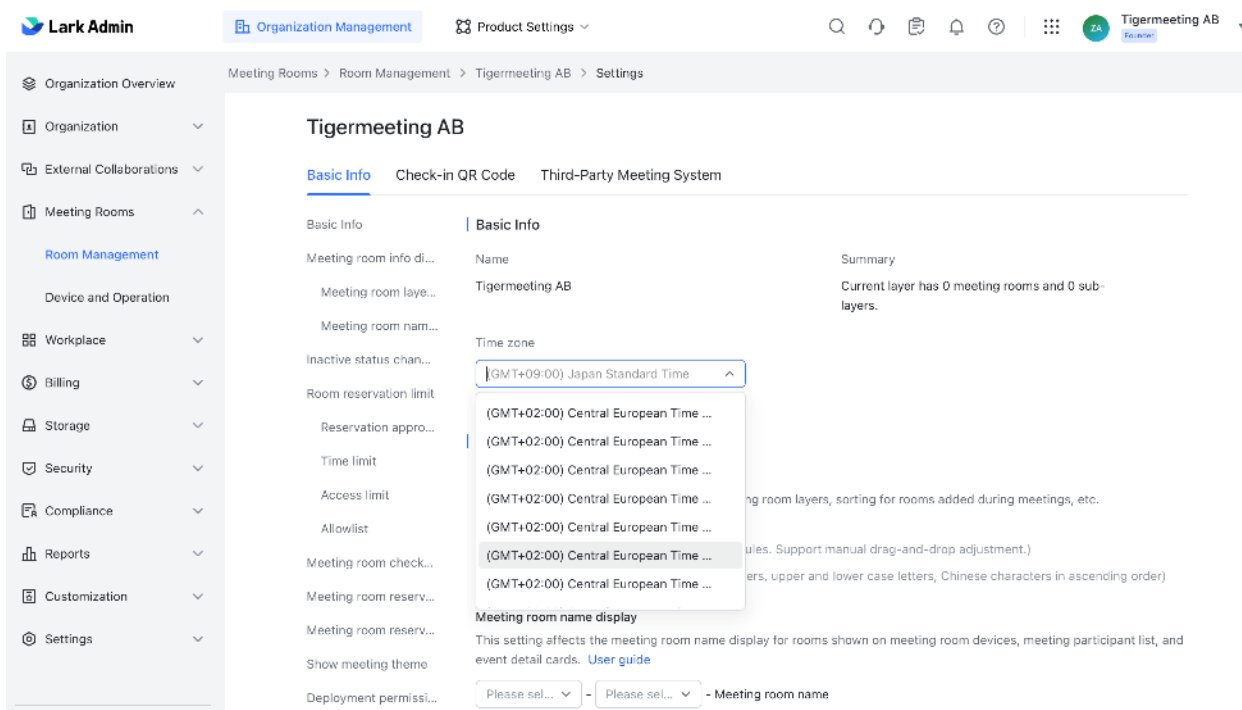 Lark Admin
Organization Management
Product Settings
ZA
Tigermeeting AB
Founder
Meeting Rooms > Room Management > Tigermeeting AB > Settings
Organization Overview
Organization
External Collaborations
Meeting Rooms
Room Management
Device and Operation
Workplace
Billing
Storage
Security
Compliance
Reports
Customization
Settings
Tigermeeting AB
Basic Info
Check-in QR Code
Third-Party Meeting System
Basic Info
Meeting room info di...
Meeting room laye...
Meeting room nam...
Inactive status chan...
Room reservation limit
Reservation appro...
Time limit
Access limit
Allowlist
Meeting room check...
Meeting room reserv...
Meeting room reserv...
Show meeting theme
Deployment permissi...
Basic Info
Name
Tigermeeting AB
Summary
Current layer has 0 meeting rooms and 0 sub-
layers.
Time zone
(GMT+09:00) Japan Standard Time
(GMT+02:00) Central European Time ...
(GMT+02:00) Central European Time ...
(GMT+02:00) Central European Time ...
(GMT+02:00) Central European Time ...
(GMT+02:00) Central European Time ...
(GMT+02:00) Central European Time ...
(GMT+02:00) Central European Time ...
room layers, sorting for rooms added during meetings, etc.
Support manual drag-and-drop adjustment.)
upper and lower case letters, Chinese characters in ascending order)
Meeting room name display
This setting affects the meeting room name display for rooms shown on meeting room devices, meeting participant list, and
event detail cards. User guide
Please sel... - Please sel... - Meeting room name